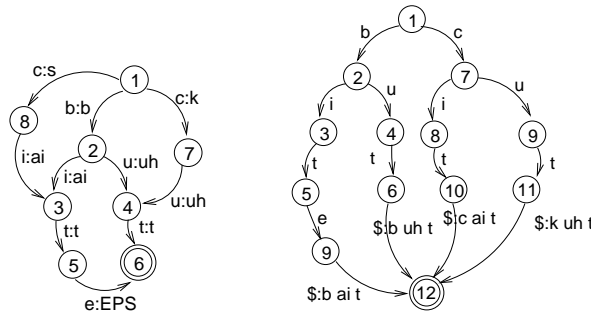 1
c:s
b:b
c:k
8
2
7
i:ai
i:ai
u:uh
u:uh
3
4
t:t
t:t
5
6
e:EPS
1
b
c
2
7
i
u
i
u
3
4
8
9
t
t
t
t
5
6
10
11
e
$:b uh t
$:c ai t
$:k uh t
9
$:b ai t
12